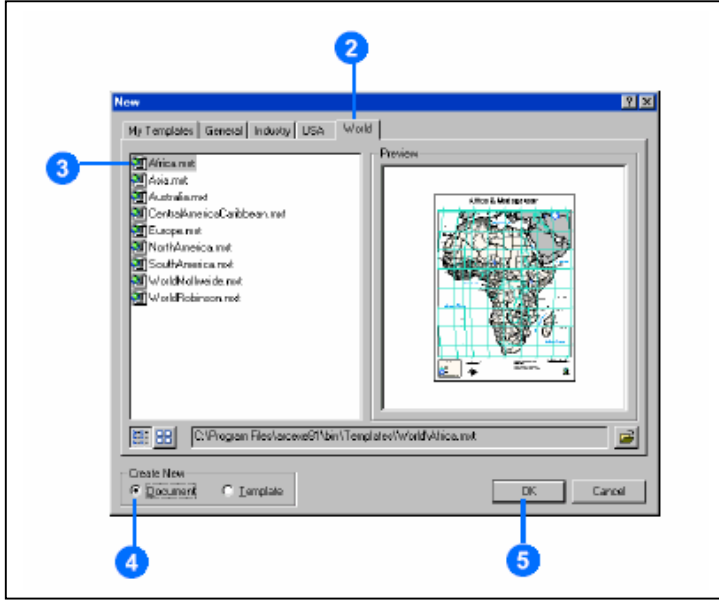 2
New
My Templates General Industry USA World
3
Africa.mxt
Asia.mxt
Australia.mxt
CentralAmericaCaribbean.mxt
Europe.mxt
NorthAmerica.mxt
SouthAmerica.mxt
WorldMollweide.mxt
WorldRobinson.mxt
Preview
Africa & Madagascar
C:\Program Files\arcexe81\bin\Templates\World\Africa.mxt
Create New
Document Template
OK Cancel
4
5